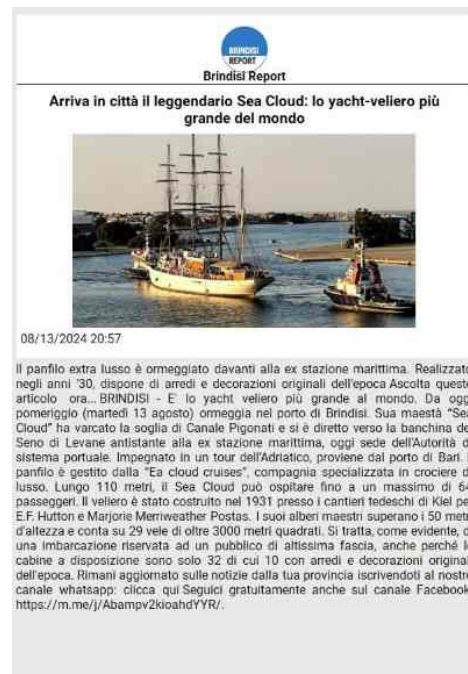 BRINDISI
REPORT
Brindisi Report
Arriva in città il leggendario Sea Cloud: lo yacht-veliero più
grande del mondo
08/13/2024 20:57
Il panfilo extra lusso è ormeggiato davanti alla ex stazione marittima. Realizzato
negli anni '30, dispone di arredi e decorazioni originali dell'epoca Ascolta questo
articolo ora... BRINDISI - E' lo yacht veliero più grande al mondo. Da oggi
pomeriggio (martedì 13 agosto) ormeggia nel porto di Brindisi. Sua maestà "Sea
Cloud" ha varcato la soglia di Canale Pigonati e si è diretto verso la banchina de
Seno di Levane antistante alla ex stazione marittima, oggi sede dell'Autorità d
sistema portuale. Impegnato in un tour dell'Adriatico, proviene dal porto di Bari. I
panfilo è gestito dalla "Ea cloud cruises", compagnia specializzata in crociere d
lusso. Lungo 110 metri, il Sea Cloud può ospitare fino a un massimo di 64
passeggeri. Il veliero è stato costruito nel 1931 presso i cantieri tedeschi di Kiel pe
E.F. Hutton e Marjorie Merriweather Postas. I suoi alberi maestri superano i 50 metr
d'altezza e conta su 29 vele di oltre 3000 metri quadrati. Si tratta, come evidente, d
una imbarcazione riservata ad un pubblico di altissima fascia, anche perché le
cabine a disposizione sono solo 32 di cui 10 con arredi e decorazioni original
dell'epoca. Rimani aggiornato sulle notizie dalla tua provincia iscrivendoti al nostro
canale whatsapp: clicca qui Seguici gratuitamente anche sul canale Facebook
https://m.me/j/Abampv2kioahdYYR/.